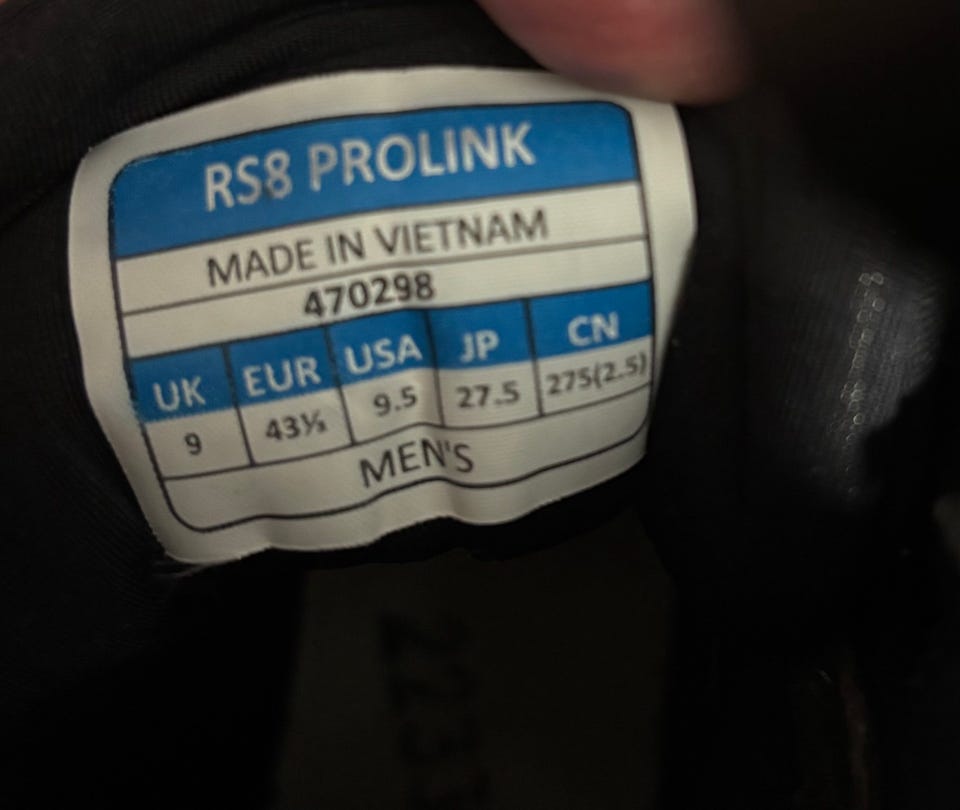 RS8 PROLINK
MADE IN VIETNAM
470298
UK EUR USA JP CN
9 43⅓ 9.5 27.5 275(2.5)
MEN'S